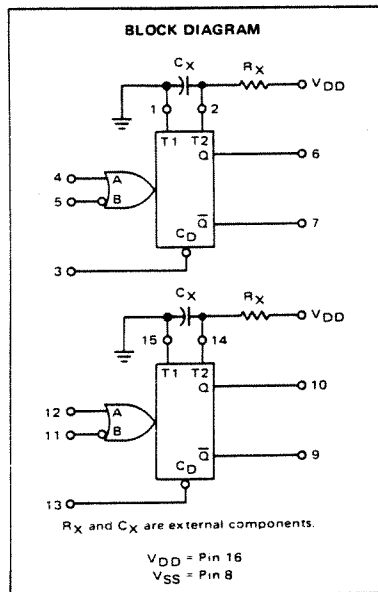 BLOCK DIAGRAM
CX
RX
VDD
1
2
T1 T2
Q
6
4
A
5
B
Q̅
7
CD
3
CX
RX
VDD
15
14
T1 T2
Q
10
12
A
11
B
Q̅
9
CD
13
RX and CX are external components.
VDD = Pin 16
VSS = Pin 8